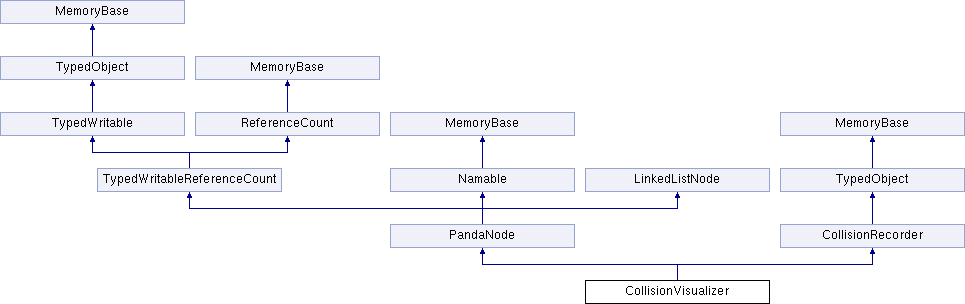 MemoryBase
TypedObject
MemoryBase
TypedWritable
ReferenceCount
MemoryBase
MemoryBase
TypedWritableReferenceCount
Namable
LinkedListNode
TypedObject
PandaNode
CollisionRecorder
CollisionVisualizer